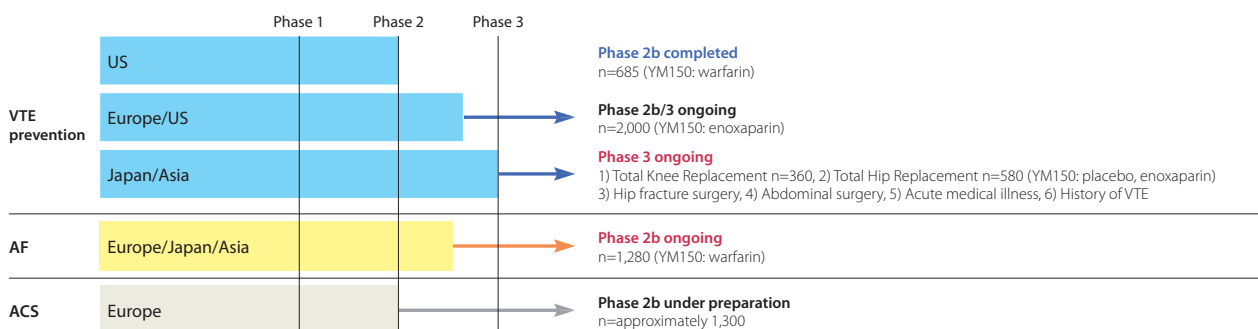 Phase 1 Phase 2 Phase 3
VTE
prevention
US
Phase 2b completed
n=685 (YM150: warfarin)
Europe/US
Phase 2b/3 ongoing
n=2,000 (YM150: enoxaparin)
Japan/Asia
Phase 3 ongoing
1) Total Knee Replacement n=360, 2) Total Hip Replacement n=580 (YM150: placebo, enoxaparin)
3) Hip fracture surgery, 4) Abdominal surgery, 5) Acute medical illness, 6) History of VTE
AF
Europe/Japan/Asia
Phase 2b ongoing
n=1,280 (YM150: warfarin)
ACS
Europe
Phase 2b under preparation
n=approximately 1,300